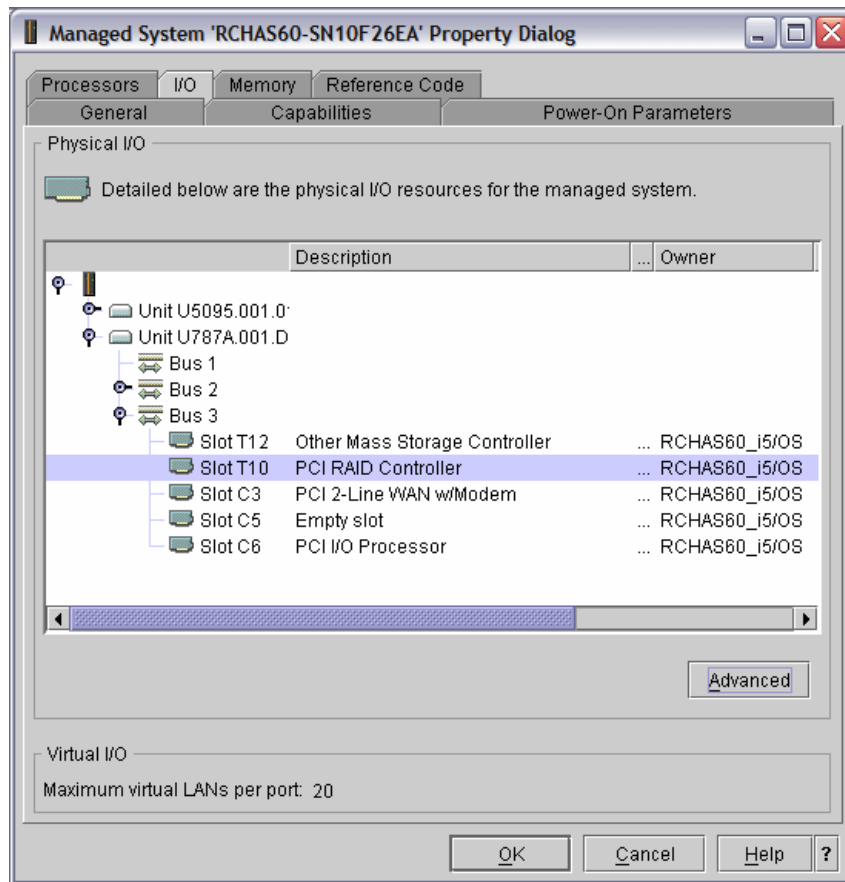 Managed System 'RCHAS60-SN10F26EA' Property Dialog
Processors I/O Memory Reference Code
General Capabilities Power-On Parameters
Physical I/O
Detailed below are the physical I/O resources for the managed system.
Description ... Owner
Unit U5095.001.0
Unit U787A.001.D
Bus 1
Bus 2
Bus 3
Slot T12 Other Mass Storage Controller ... RCHAS60_i5/OS
Slot T10 PCI RAID Controller ... RCHAS60_i5/OS
Slot C3 PCI 2-Line WAN w/Modem ... RCHAS60_i5/OS
Slot C5 Empty slot ... RCHAS60_i5/OS
Slot C6 PCI I/O Processor ... RCHAS60_i5/OS
Advanced
Virtual I/O
Maximum virtual LANs per port: 20
OK Cancel Help ?